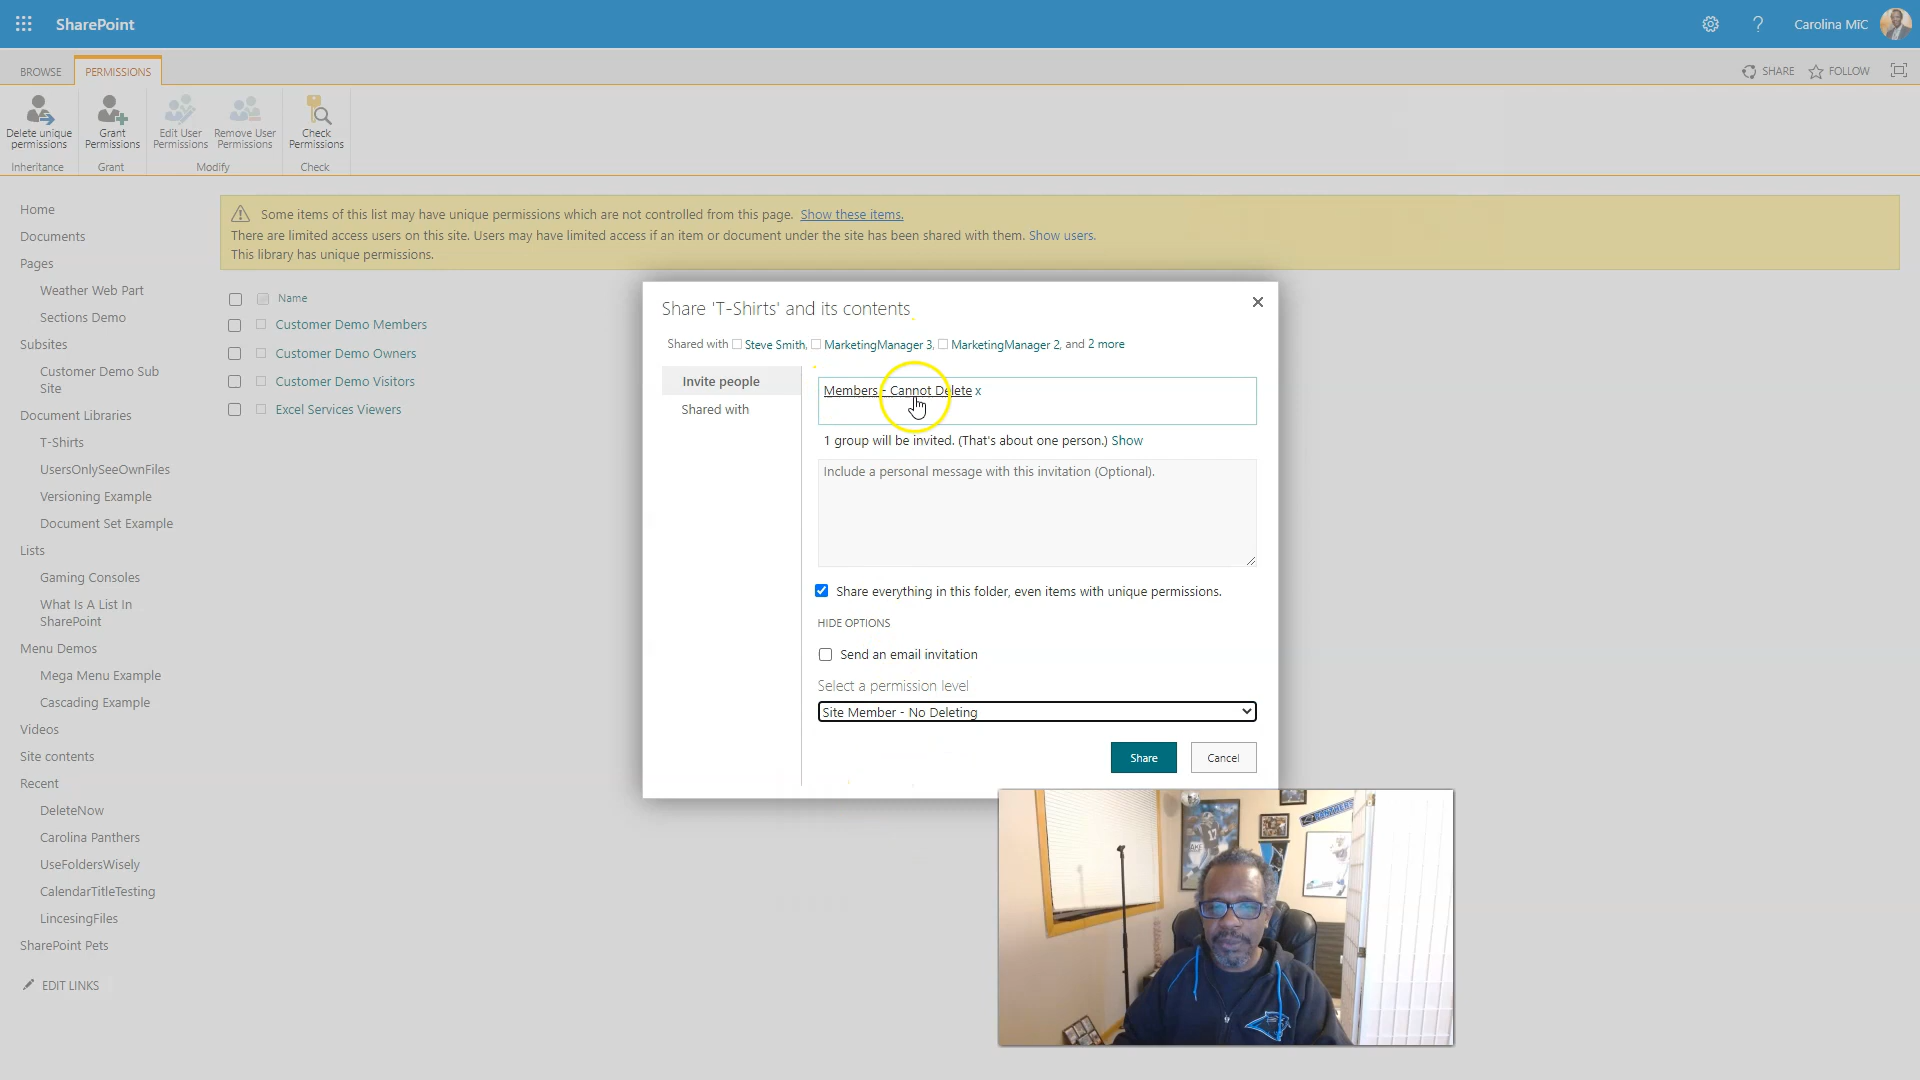 SharePoint
Carolina MiC
BROWSE
PERMISSIONS
SHARE
FOLLOW
Delete unique
permissions
Grant
Permissions
Edit User
Permissions
Remove User
Permissions
Check
Permissions
Inheritance
Grant
Modify
Check
Home
Documents
Pages
Weather Web Part
Sections Demo
Subsites
Customer Demo Sub
Site
Document Libraries
T-Shirts
UsersOnlySeeOwnFiles
Versioning Example
Document Set Example
Lists
Gaming Consoles
What Is A List In
SharePoint
Menu Demos
Mega Menu Example
Cascading Example
Videos
Site contents
Recent
DeleteNow
Carolina Panthers
UseFoldersWisely
CalendarTitleTesting
LincesingFiles
SharePoint Pets
EDIT LINKS
Some items of this list may have unique permissions which are not controlled from this page. Show these items.
There are limited access users on this site. Users may have limited access if an item or document under the site has been shared with them. Show users.
This library has unique permissions.
Name
Customer Demo Members
Customer Demo Owners
Customer Demo Visitors
Excel Services Viewers
Share 'T-Shirts' and its contents
Shared with Steve Smith, MarketingManager 3, MarketingManager 2, and 2 more
Invite people
Shared with
Members - Cannot Delete x
1 group will be invited. (That's about one person.) Show
Include a personal message with this invitation (Optional).
Share everything in this folder, even items with unique permissions.
HIDE OPTIONS
Send an email invitation
Select a permission level
Site Member - No Deleting
Share
Cancel
PANTHERS
17